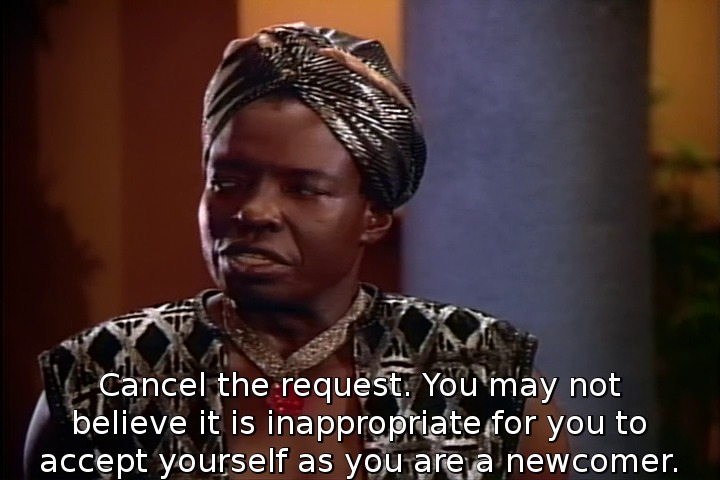 Cancel the request. You may not
believe it is inappropriate for you to
accept yourself as you are a newcomer.